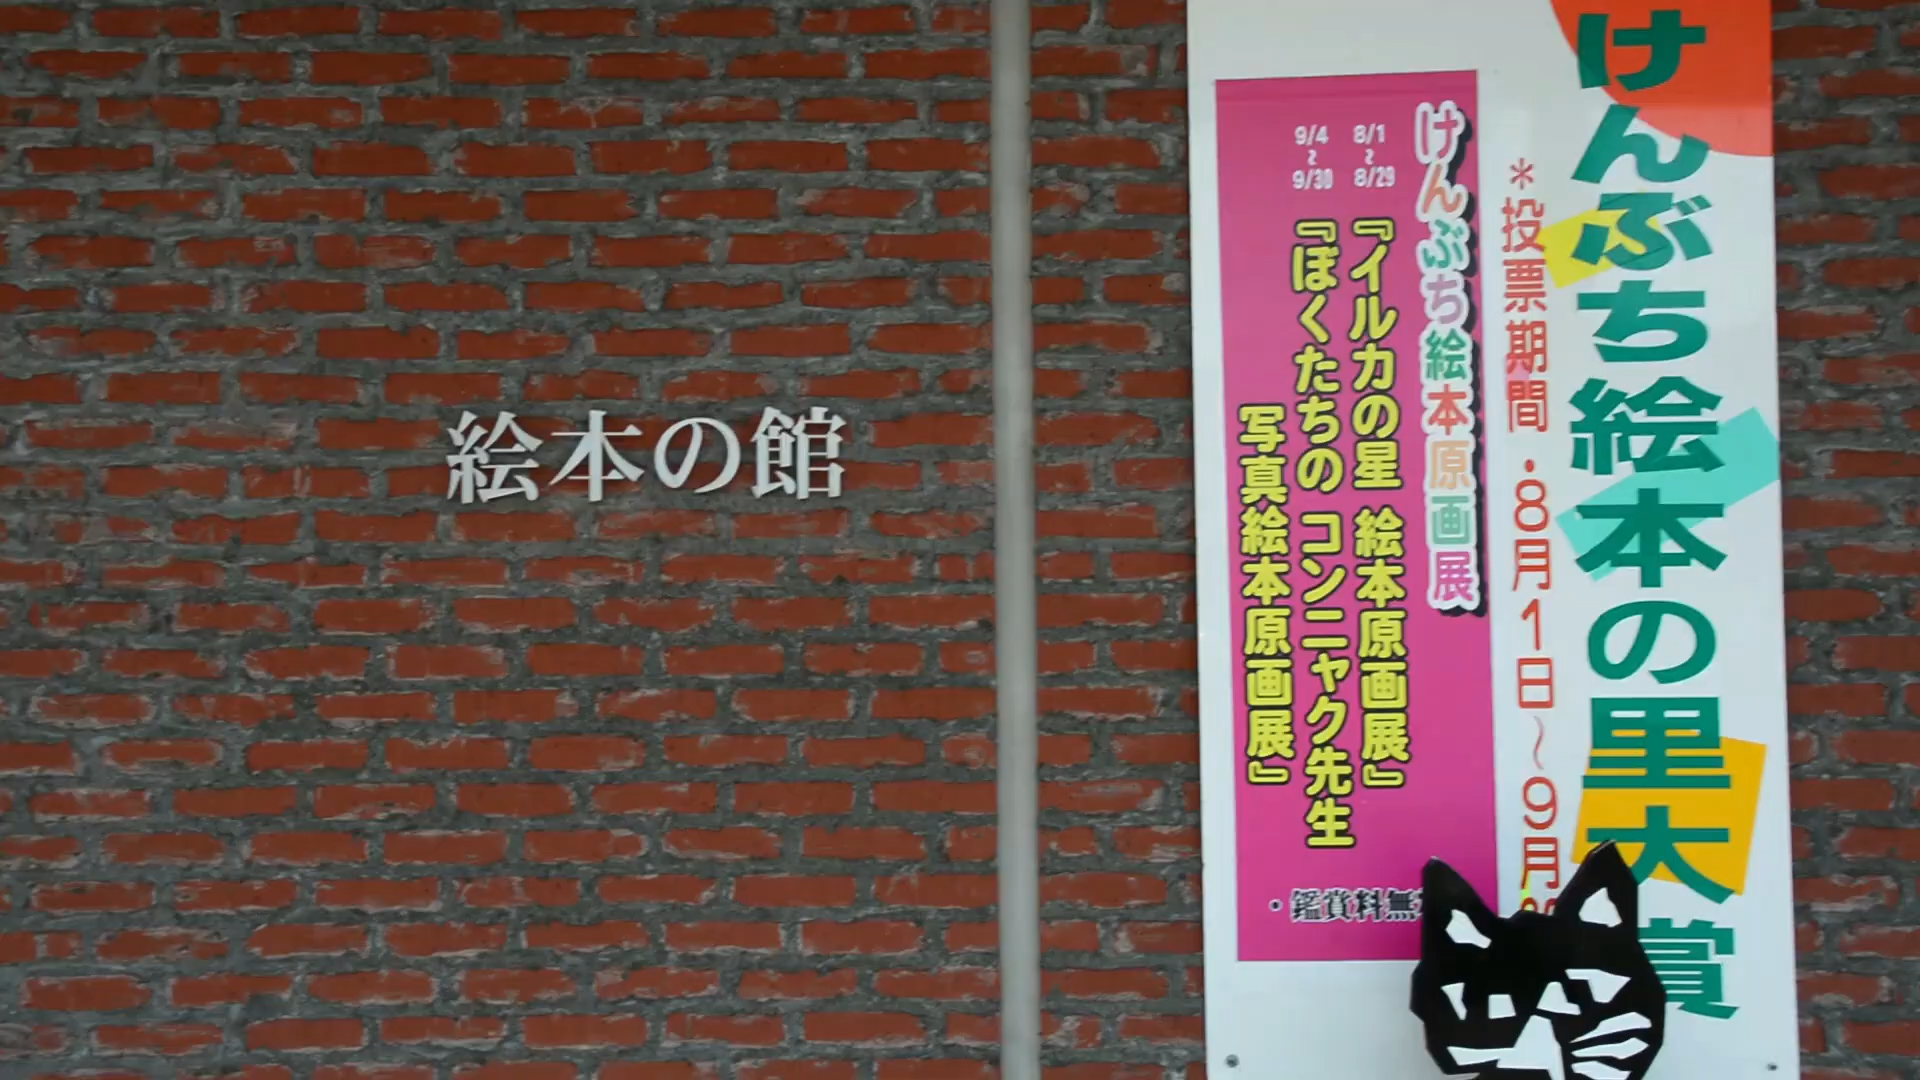 絵本の館
けんぶち絵本の里大賞
*投票期間・8月1日~9月
けんぶち絵本原画展
8/1~8/29
『イルカの星 絵本原画展』
9/4~9/30
『ぼくたちの コンニャク先生
写真絵本原画展』
・鑑賞料無